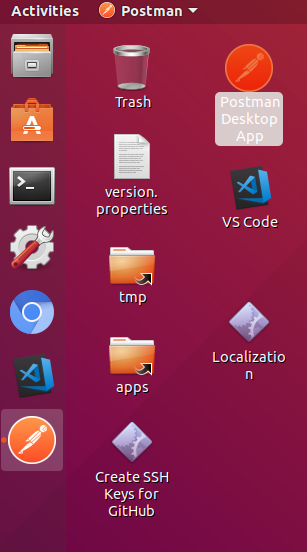 Activities
Postman
Trash
Postman
Desktop
App
version.
properties
VS Code
tmp
Localizatio
n
apps
Create SSH
Keys for
GitHub